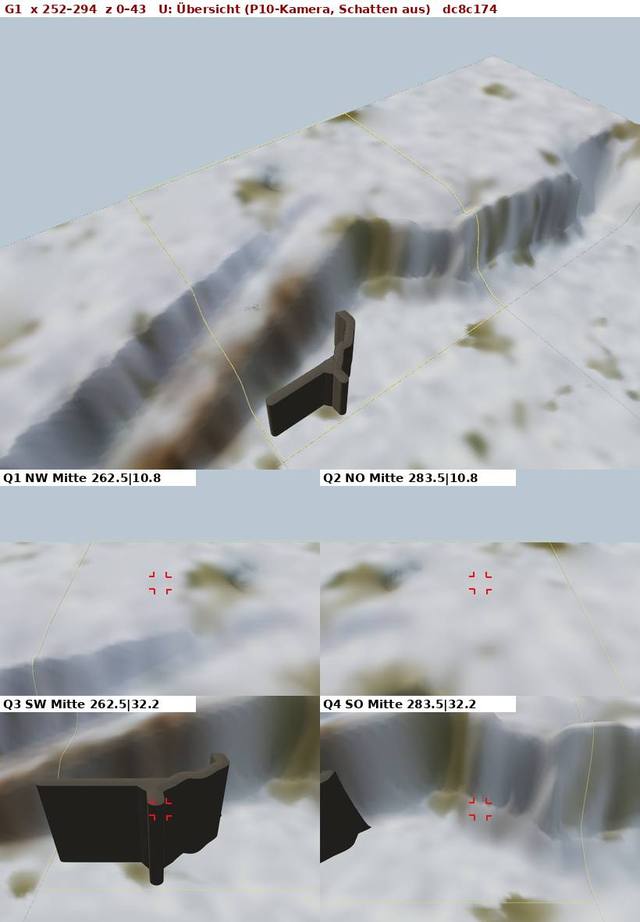 G1 x 252–294 z 0–43 U: Übersicht (P10-Kamera, Schatten aus) dc8c174
Q1 NW Mitte 262.5|10.8
Q2 NO Mitte 283.5|10.8
Q3 SW Mitte 262.5|32.2
Q4 SO Mitte 283.5|32.2